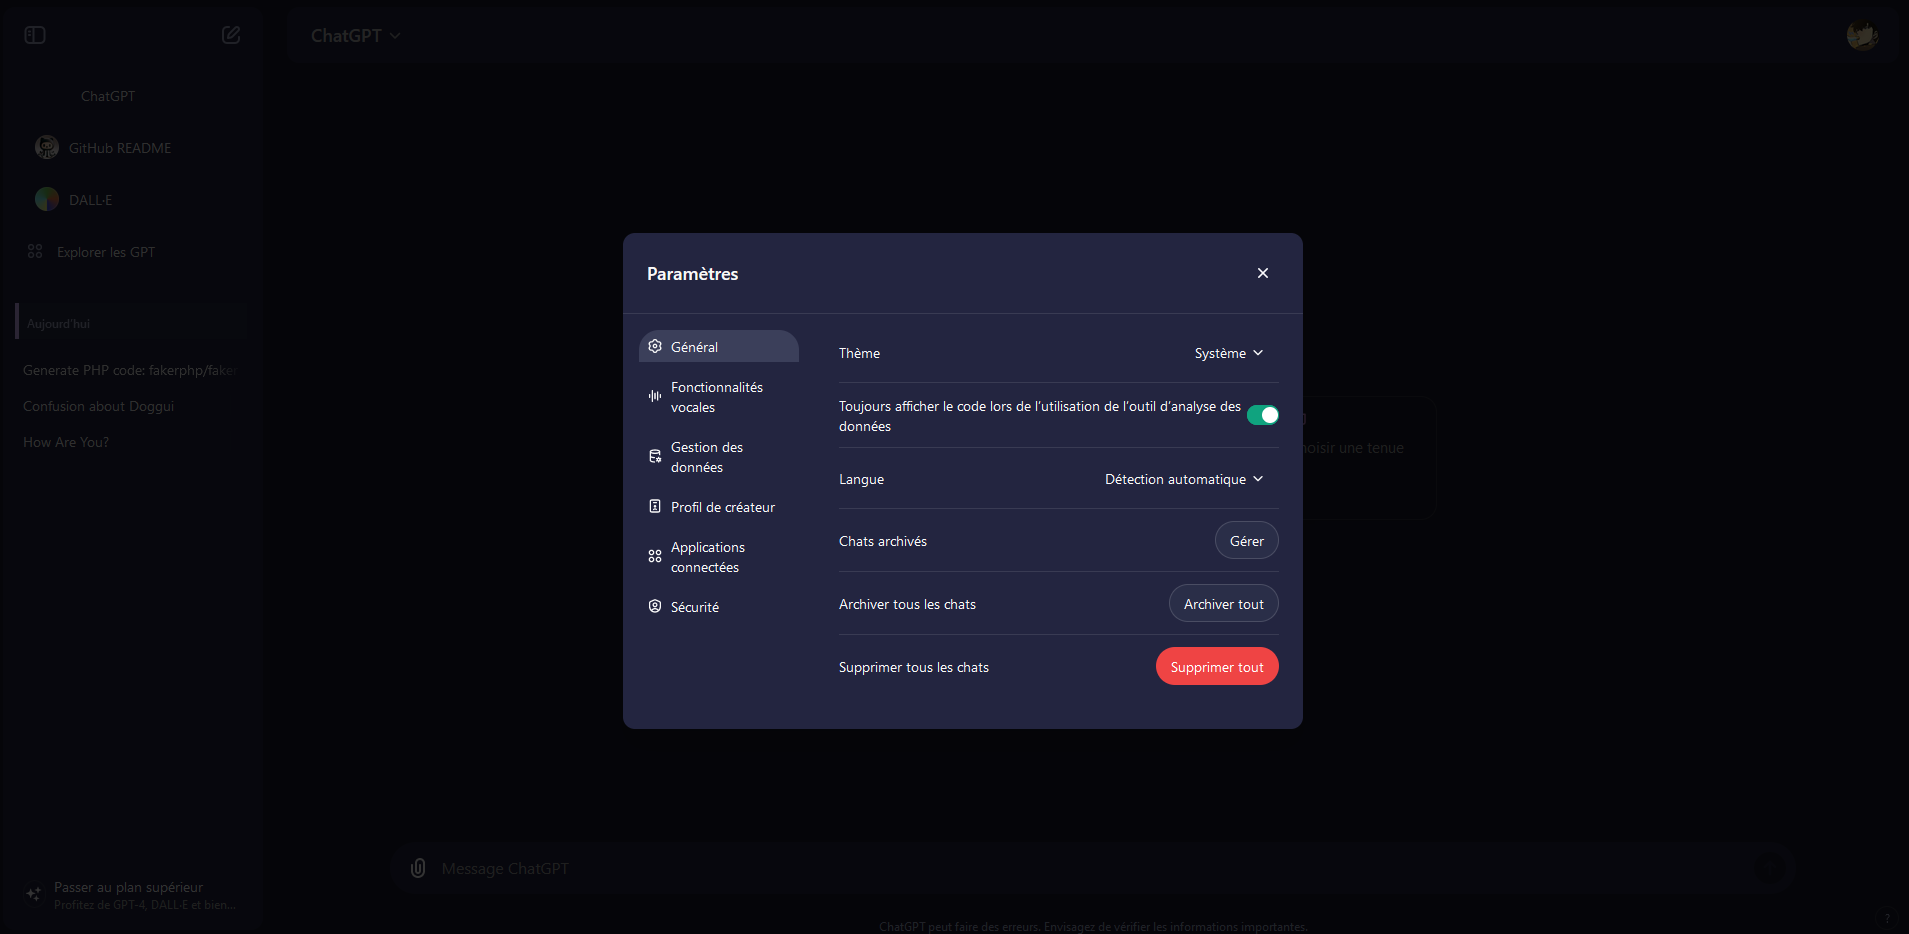 ChatGPT
ChatGPT
GitHub README
DALL·E
Explorer les GPT
Aujourd'hui
Generate PHP code: fakerphp/faker
Confusion about Doggui
How Are You?
Passer au plan supérieur
Profitez de GPT-4, DALL·E et bien...
Paramètres
Général
Fonctionnalités
vocales
Gestion des
données
Profil de créateur
Applications
connectées
Sécurité
Thème
Système
Toujours afficher le code lors de l'utilisation de l'outil d'analyse des
données
Langue
Détection automatique
Chats archivés
Gérer
Archiver tous les chats
Archiver tout
Supprimer tous les chats
Supprimer tout
une tenue
Message ChatGPT
ChatGPT peut faire des erreurs. Envisagez de vérifier les informations importantes.
?